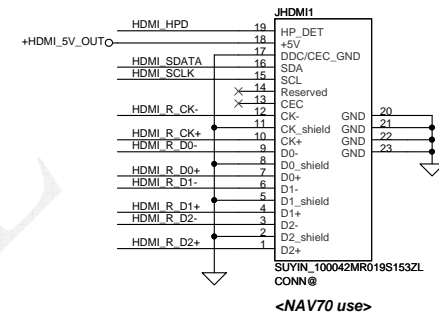 JHDMI1
HDMI_HPD 19 HP_DET
+HDMI_5V_OUT 18 +5V
17 DDC/CEC_GND
HDMI_SDATA 16 SDA
HDMI_SCLK 15 SCL
14 Reserved
13 CEC
HDMI_R_CK- 12 CK- GND 20
11 CK_shield GND 21
HDMI_R_CK+ 10 CK+ GND 22
HDMI_R_D0- 9 D0- GND 23
8 D0_shield
HDMI_R_D0+ 7 D0+
HDMI_R_D1- 6 D1-
5 D1_shield
HDMI_R_D1+ 4 D1+
HDMI_R_D2- 3 D2-
2 D2_shield
HDMI_R_D2+ 1 D2+
SUYIN_100042MR019S153ZL
CONN@
<NAV70 use>